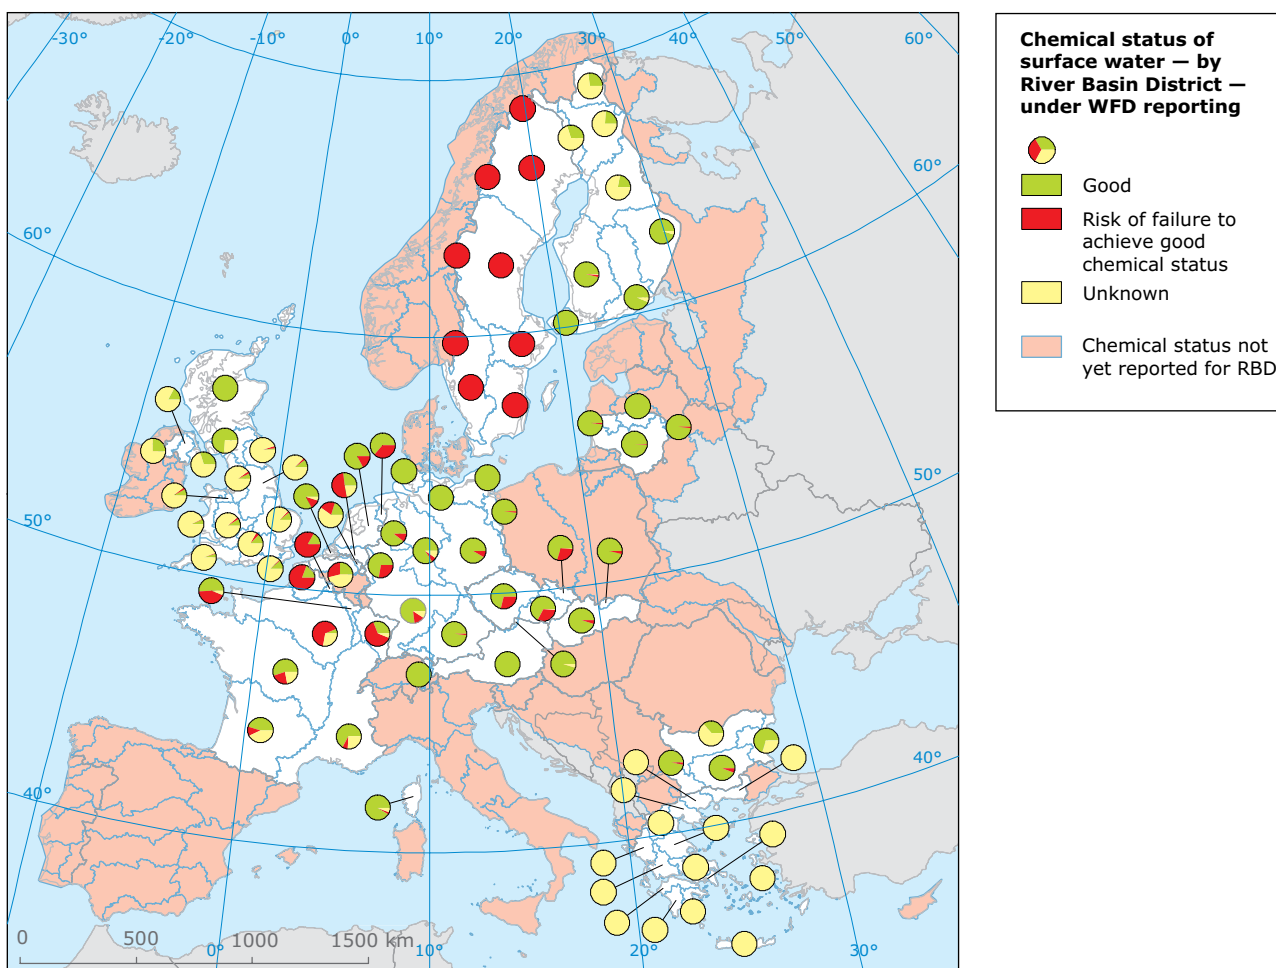 -30°
-20°
-10°
0°
10°
20°
30°
40°
50°
60°
60°
60°
50°
50°
40°
40°
0
500
1000
1500 km
0°
10°
20°
30°
Chemical status of
surface water — by
River Basin District —
under WFD reporting
Good
Risk of failure to
achieve good
chemical status
Unknown
Chemical status not
yet reported for RBD